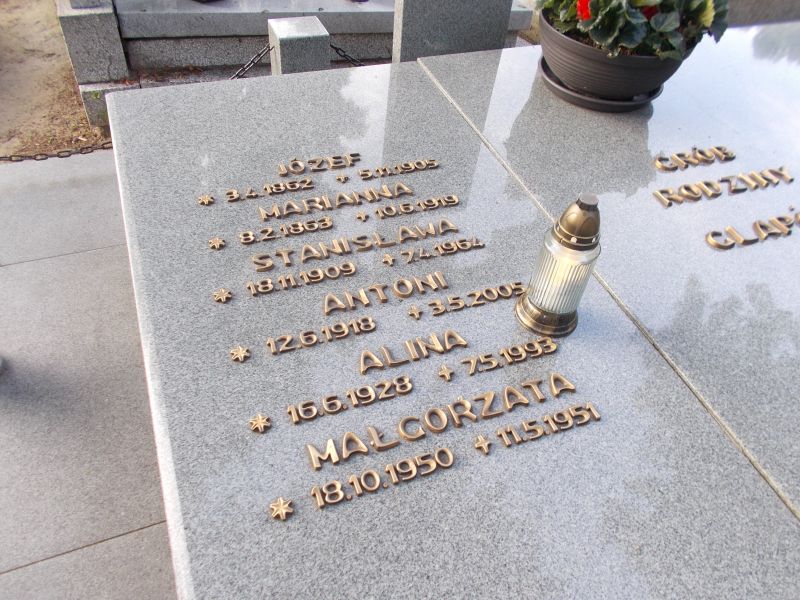 JÓZEF
* 3.4.1862 + 5.11.1905
MARIANNA
* 8.2.1863 + 10.6.1919
STANISŁAWA
* 18.11.1909 + 7.4.1964
ANTONI
* 12.6.1918 + 3.5.2005
ALINA
* 16.6.1928 + 7.5.1993
MAŁGORZATA
* 18.10.1950 + 11.5.1951
GRÓB
RODZINY